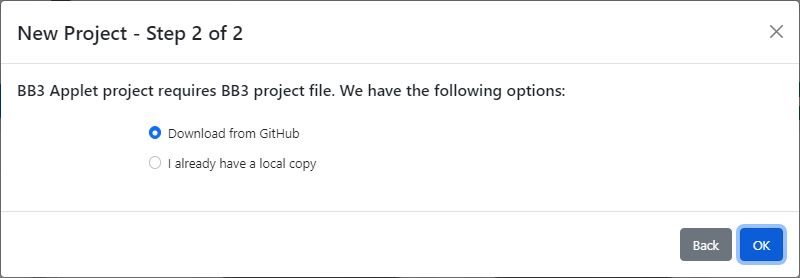 New Project - Step 2 of 2
BB3 Applet project requires BB3 project file. We have the following options:
Download from GitHub
I already have a local copy
Back
OK